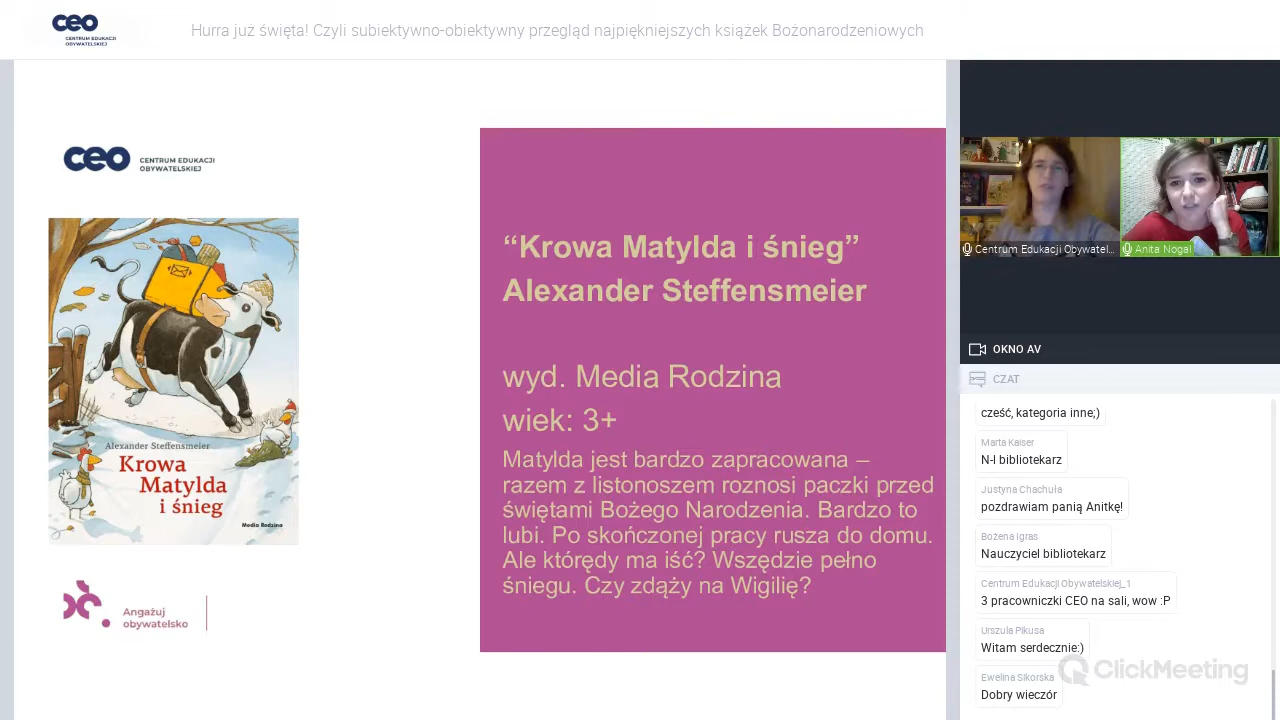 ceo
CENTRUM EDUKACJI
OBYWATELSKIEJ
Hurra już święta! Czyli subiektywno-obiektywny przegląd najpiękniejszych książek Bożonarodzeniowych
ceo
CENTRUM EDUKACJI
OBYWATELSKIEJ
Alexander Steffensmeier
Krowa
Matylda
i śnieg
Media Rodzina
Angażuj
obywatelsko
“Krowa Matylda i śnieg”
Alexander Steffensmeier
wyd. Media Rodzina
wiek: 3+
Matylda jest bardzo zapracowana –
razem z listonoszem roznosi paczki przed
świętami Bożego Narodzenia. Bardzo to
lubi. Po skończonej pracy rusza do domu.
Ale którędy ma iść? Wszędzie pełno
śniegu. Czy zdąży na Wigilię?
Centrum Edukacji Obywatel...
Anita Nogal
OKNO AV
CZAT
cześć, kategoria inne;)
Marta Kaiser
N-l bibliotekarz
Justyna Chachuła
pozdrawiam panią Anitkę!
Bożena Igras
Nauczyciel bibliotekarz
Centrum Edukacji Obywatelskiej_1
3 pracowniczki CEO na sali, wow :P
Urszula Pikusa
Witam serdecznie:)
Ewelina Sikorska
Dobry wieczór
ClickMeeting